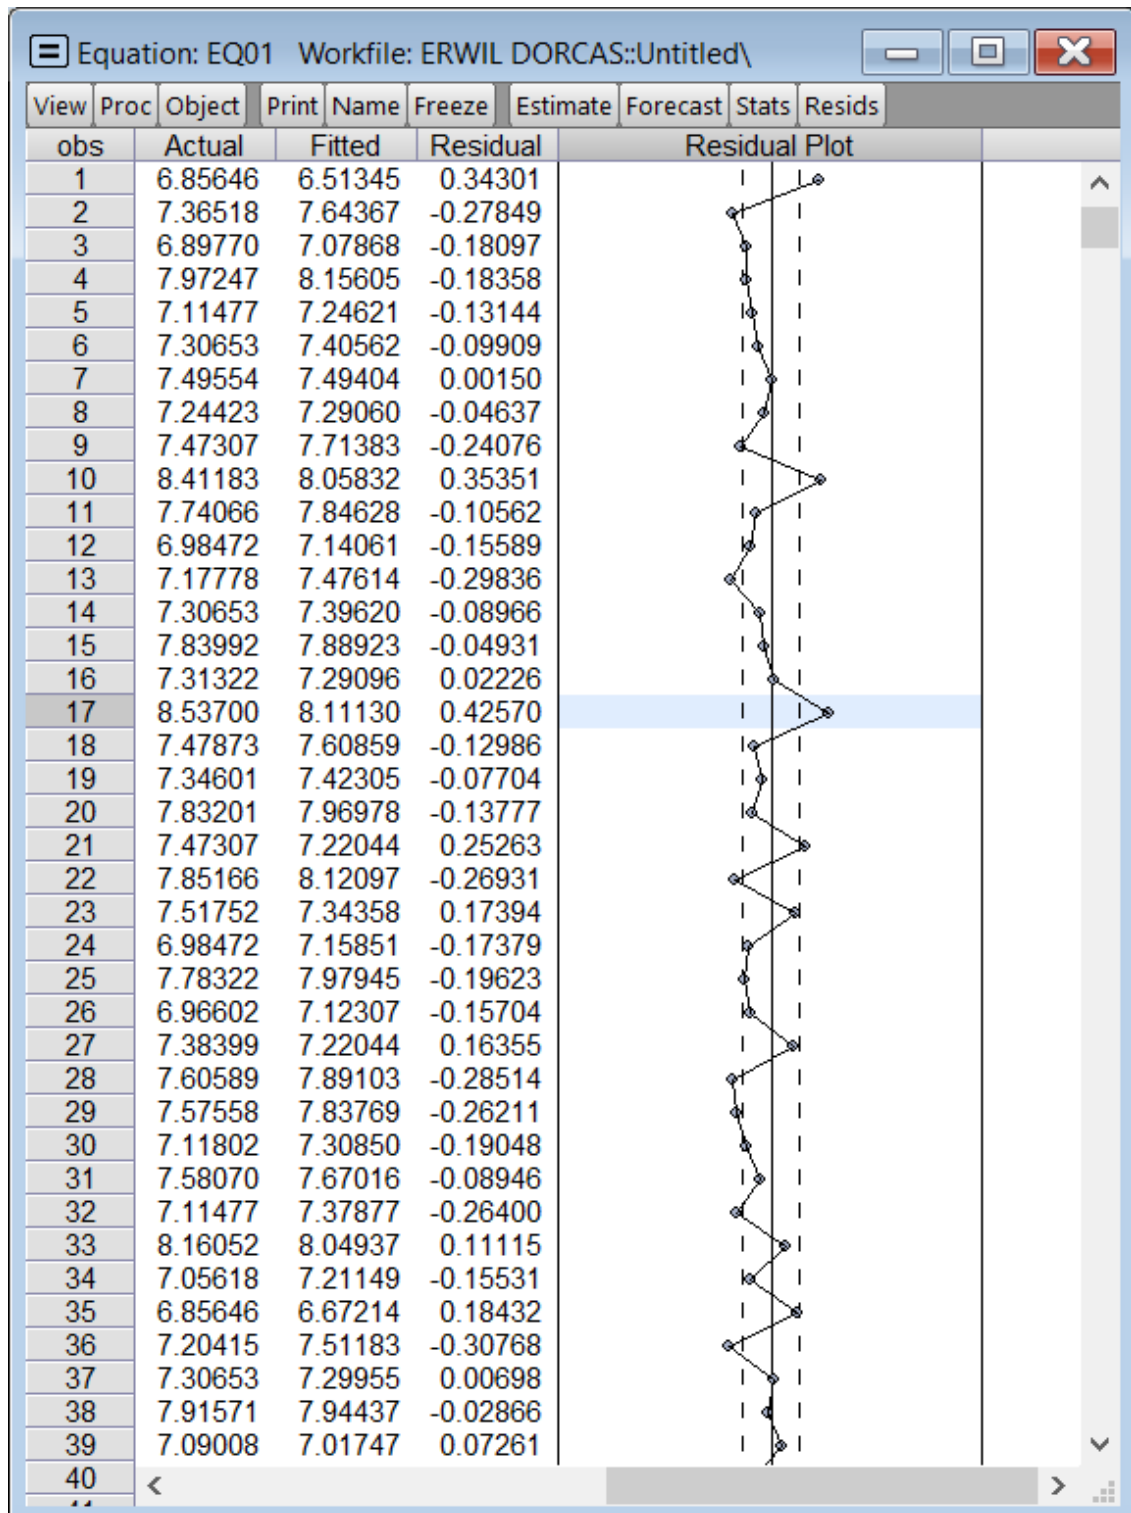 Equation: EQ01 Workfile: ERWIL DORCAS::Untitled\
View Proc Object Print Name Freeze Estimate Forecast Stats Resids
obs Actual Fitted Residual Residual Plot
1 6.85646 6.51345 0.34301
2 7.36518 7.64367 -0.27849
3 6.89770 7.07868 -0.18097
4 7.97247 8.15605 -0.18358
5 7.11477 7.24621 -0.13144
6 7.30653 7.40562 -0.09909
7 7.49554 7.49404 0.00150
8 7.24423 7.29060 -0.04637
9 7.47307 7.71383 -0.24076
10 8.41183 8.05832 0.35351
11 7.74066 7.84628 -0.10562
12 6.98472 7.14061 -0.15589
13 7.17778 7.47614 -0.29836
14 7.30653 7.39620 -0.08966
15 7.83992 7.88923 -0.04931
16 7.31322 7.29096 0.02226
17 8.53700 8.11130 0.42570
18 7.47873 7.60859 -0.12986
19 7.34601 7.42305 -0.07704
20 7.83201 7.96978 -0.13777
21 7.47307 7.22044 0.25263
22 7.85166 8.12097 -0.26931
23 7.51752 7.34358 0.17394
24 6.98472 7.15851 -0.17379
25 7.78322 7.97945 -0.19623
26 6.96602 7.12307 -0.15704
27 7.38399 7.22044 0.16355
28 7.60589 7.89103 -0.28514
29 7.57558 7.83769 -0.26211
30 7.11802 7.30850 -0.19048
31 7.58070 7.67016 -0.08946
32 7.11477 7.37877 -0.26400
33 8.16052 8.04937 0.11115
34 7.05618 7.21149 -0.15531
35 6.85646 6.67214 0.18432
36 7.20415 7.51183 -0.30768
37 7.30653 7.29955 0.00698
38 7.91571 7.94437 -0.02866
39 7.09008 7.01747 0.07261
40